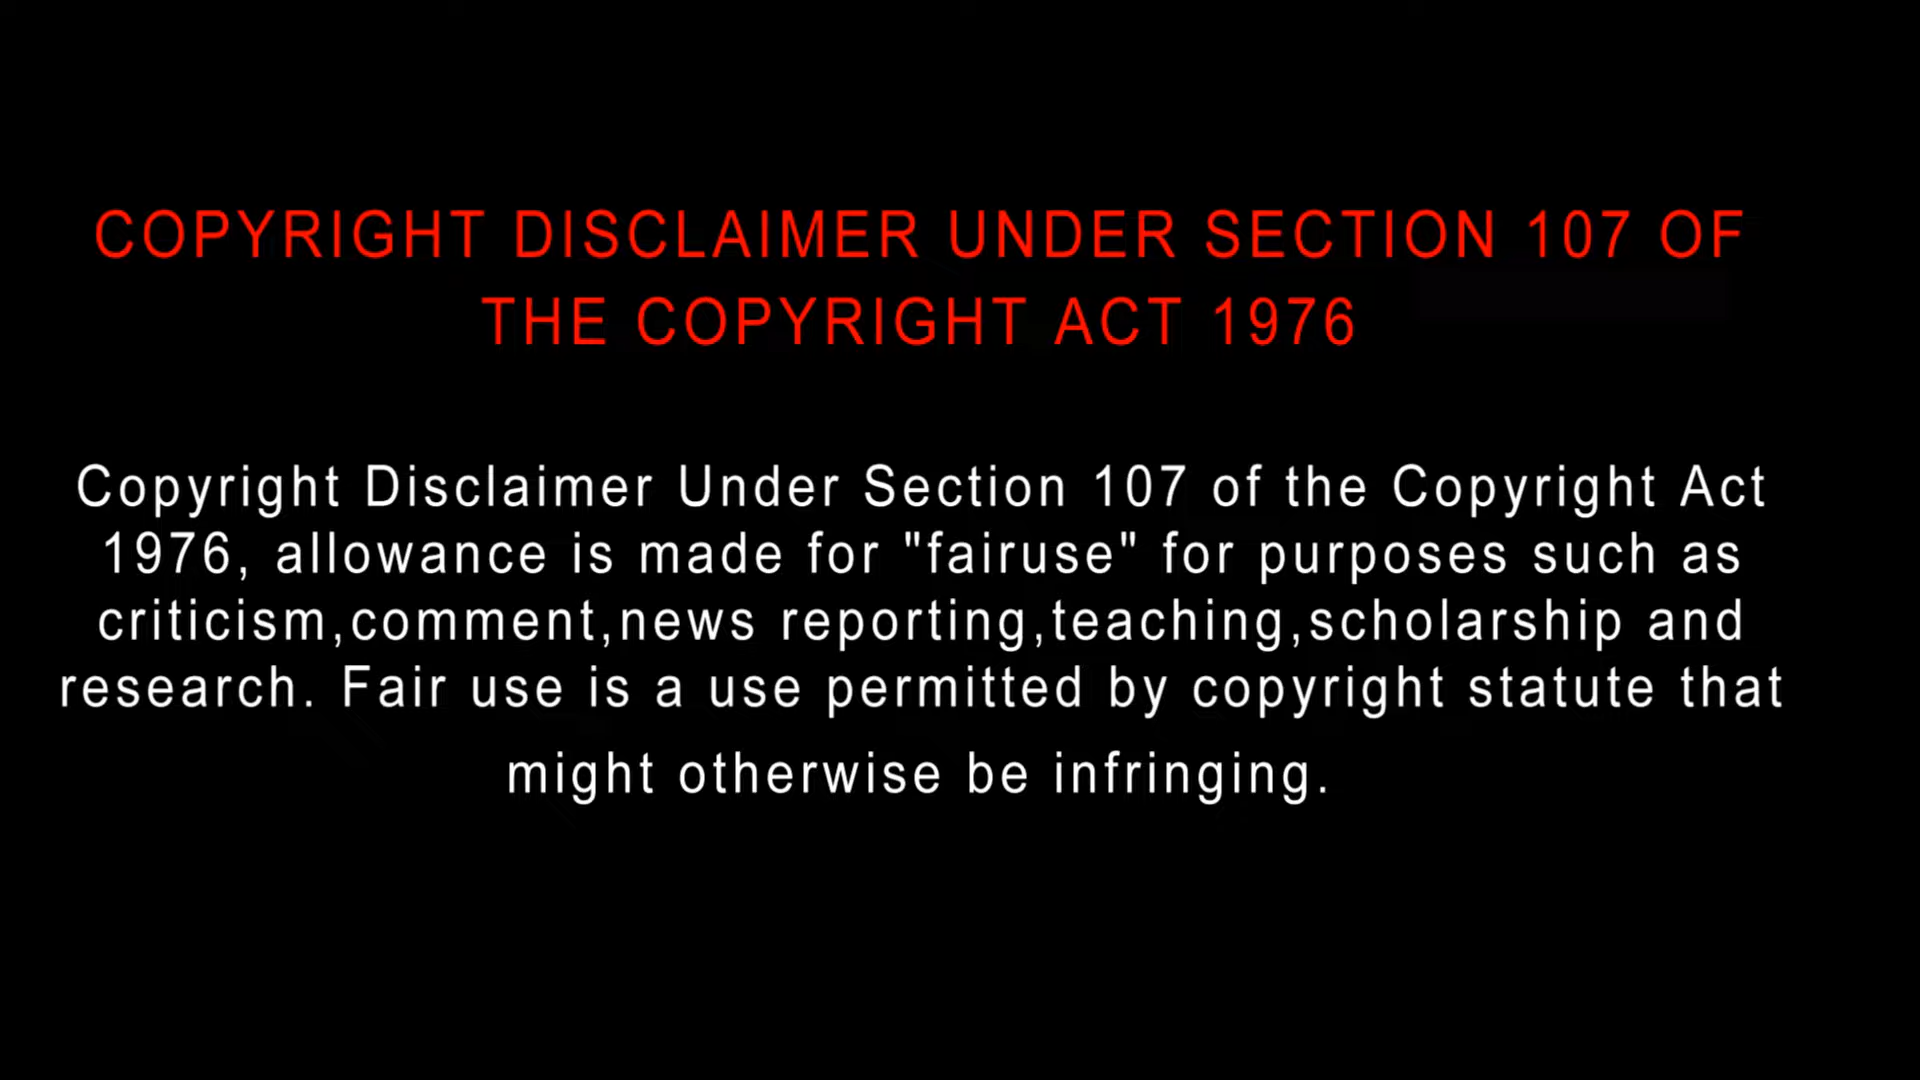 COPYRIGHT DISCLAIMER UNDER SECTION 107 OF
THE COPYRIGHT ACT 1976
Copyright Disclaimer Under Section 107 of the Copyright Act
1976, allowance is made for "fairuse" for purposes such as
criticism,comment,news reporting,teaching,scholarship and
research. Fair use is a use permitted by copyright statute that
might otherwise be infringing.